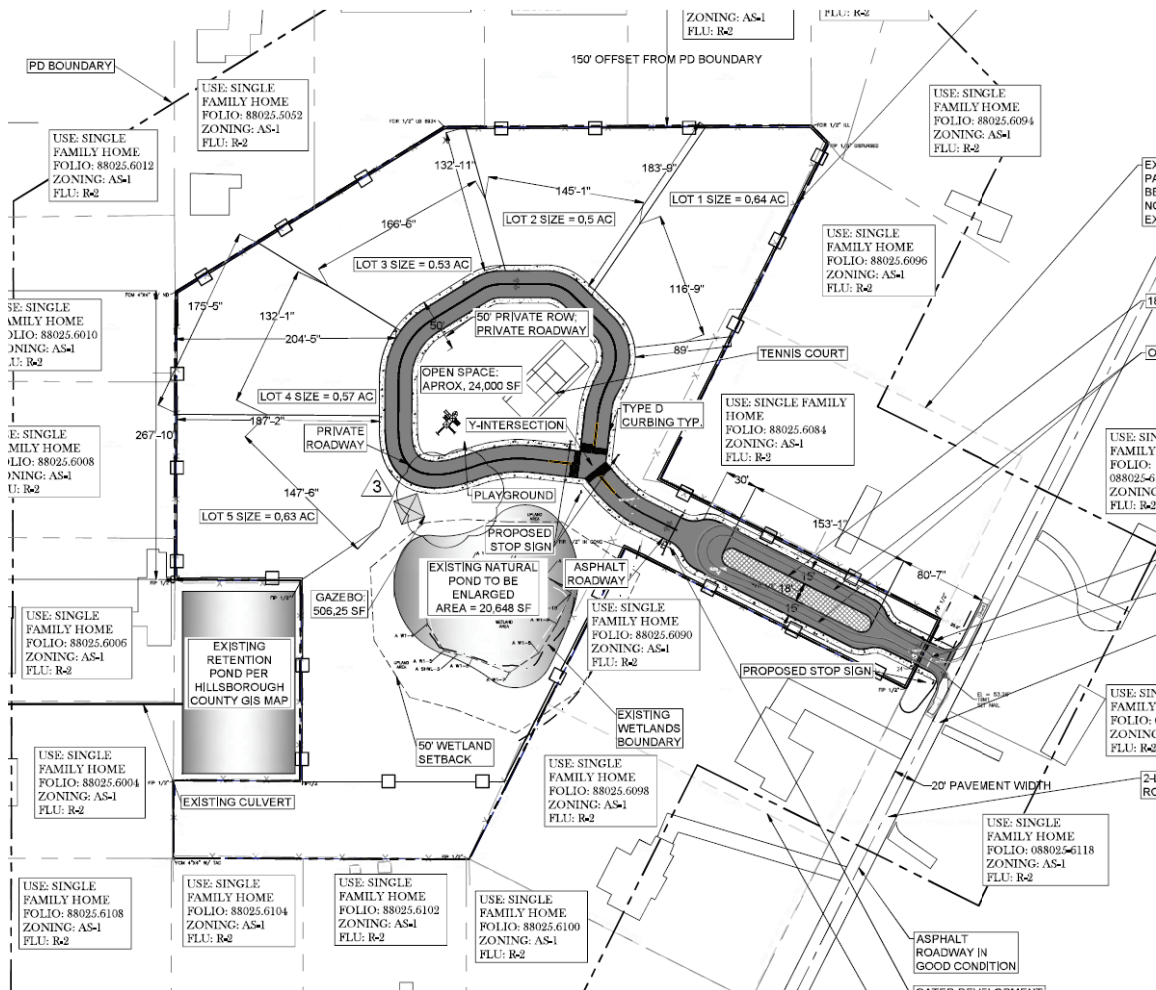 ZONING: AS-1
FLU: R-2
FLU: R-2
150' OFFSET FROM PD BOUNDARY
PD BOUNDARY
USE: SINGLE
FAMILY HOME
FOLIO: 88025.5052
ZONING: AS-1
FLU: R-2
USE: SINGLE
FAMILY HOME
FOLIO: 88025.6094
ZONING: AS-1
FLU: R-2
USE: SINGLE
FAMILY HOME
FOLIO: 88025.6012
ZONING: AS-1
FLU: R-2
132'-11"
183'-9"
145'-1"
LOT 1 SIZE = 0.64 AC
LOT 2 SIZE = 0.5 AC
166'-6"
LOT 3 SIZE = 0.53 AC
USE: SINGLE
FAMILY HOME
FOLIO: 88025.6096
ZONING: AS-1
FLU: R-2
175'-5"
132'-1"
204'-5"
116'-9"
89'
50'
50' PRIVATE ROW;
PRIVATE ROADWAY
TENNIS COURT
OPEN SPACE:
APROX, 24,000 SF
LOT 4 SIZE = 0.57 AC
187'-2"
267'-10"
PRIVATE
ROADWAY
Y-INTERSECTION
TYPE D
CURBING TYP.
USE: SINGLE FAMILY
HOME
FOLIO: 88025.6084
ZONING: AS-1
FLU: R-2
3
147'-6"
PLAYGROUND
LOT 5 SIZE = 0.63 AC
PROPOSED
STOP SIGN
30'
153'-1"
80'-7"
15'
18'
15'
EXISTING NATURAL
POND TO BE
ENLARGED
AREA = 20,648 SF
ASPHALT
ROADWAY
GAZEBO:
506.25 SF
USE: SINGLE
FAMILY HOME
FOLIO: 88025.6090
ZONING: AS-1
FLU: R-2
USE: SINGLE
FAMILY HOME
FOLIO: 88025.6006
ZONING: AS-1
FLU: R-2
EXISTING
RETENTION
POND PER
HILLSBOROUGH
COUNTY GIS MAP
PROPOSED STOP SIGN
EXISTING
WETLANDS
BOUNDARY
50' WETLAND
SETBACK
USE: SINGLE
FAMILY HOME
FOLIO: 88025.6004
ZONING: AS-1
FLU: R-2
EXISTING CULVERT
USE: SINGLE
FAMILY HOME
FOLIO: 88025.6098
ZONING: AS-1
FLU: R-2
20' PAVEMENT WIDTH
USE: SINGLE
FAMILY HOME
FOLIO: 088025.6118
ZONING: AS-1
FLU: R-2
USE: SINGLE
FAMILY HOME
FOLIO: 88025.6108
ZONING: AS-1
FLU: R-2
USE: SINGLE
FAMILY HOME
FOLIO: 88025.6104
ZONING: AS-1
FLU: R-2
USE: SINGLE
FAMILY HOME
FOLIO: 88025.6102
ZONING: AS-1
FLU: R-2
USE: SINGLE
FAMILY HOME
FOLIO: 88025.6100
ZONING: AS-1
FLU: R-2
ASPHALT
ROADWAY IN
GOOD CONDITION